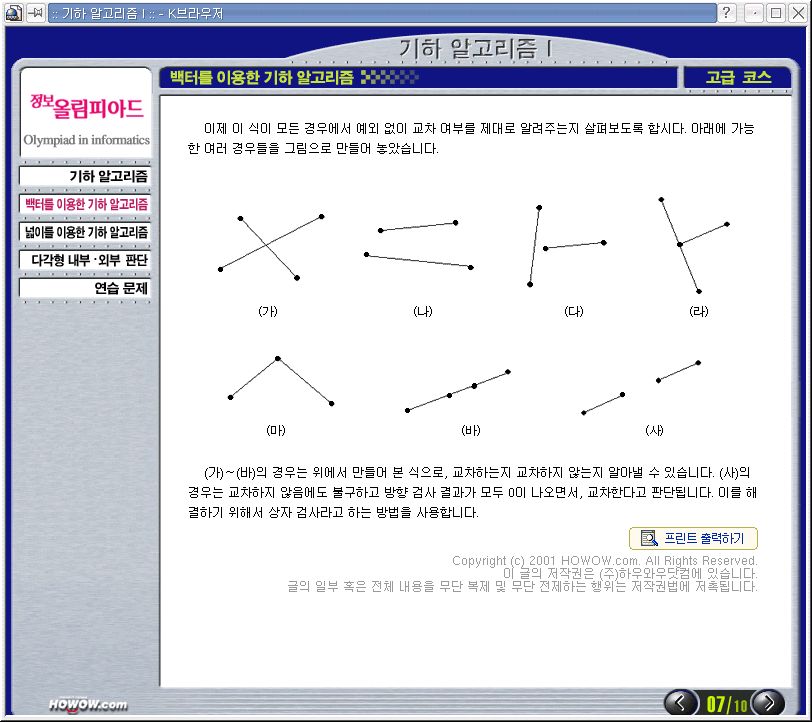 :: 기하 알고리즘 I :: - K브라우저
기하 알고리즘 I
정보올림피아드
Olympiad in informatics
백터를 이용한 기하 알고리즘
고급 코스
기하 알고리즘
백터를 이용한 기하 알고리즘
넓이를 이용한 기하 알고리즘
다각형 내부·외부 판단
연습 문제
이제 이 식이 모든 경우에서 예외 없이 교차 여부를 제대로 알려주는지 살펴보도록 합시다. 아래에 가능
한 여러 경우들을 그림으로 만들어 놓았습니다.
(가) (나) (다) (라)
(마) (바) (사)
(가)~(바)의 경우는 위에서 만들어 본 식으로, 교차하는지 교차하지 않는지 알아낼 수 있습니다. (사)의
경우는 교차하지 않음에도 불구하고 방향 검사 결과가 모두 0이 나오면서, 교차한다고 판단됩니다. 이를 해
결하기 위해서 상자 검사라고 하는 방법을 사용합니다.
프린트 출력하기
Copyright (c) 2001 HOWOW.com. All Rights Reserved.
이 글의 저작권은 (주)하우와우닷컴에 있습니다.
글의 일부 혹은 전체 내용을 무단 복제 및 무단 전제하는 행위는 저작권법에 저촉됩니다.
HOWOW.com
07/10